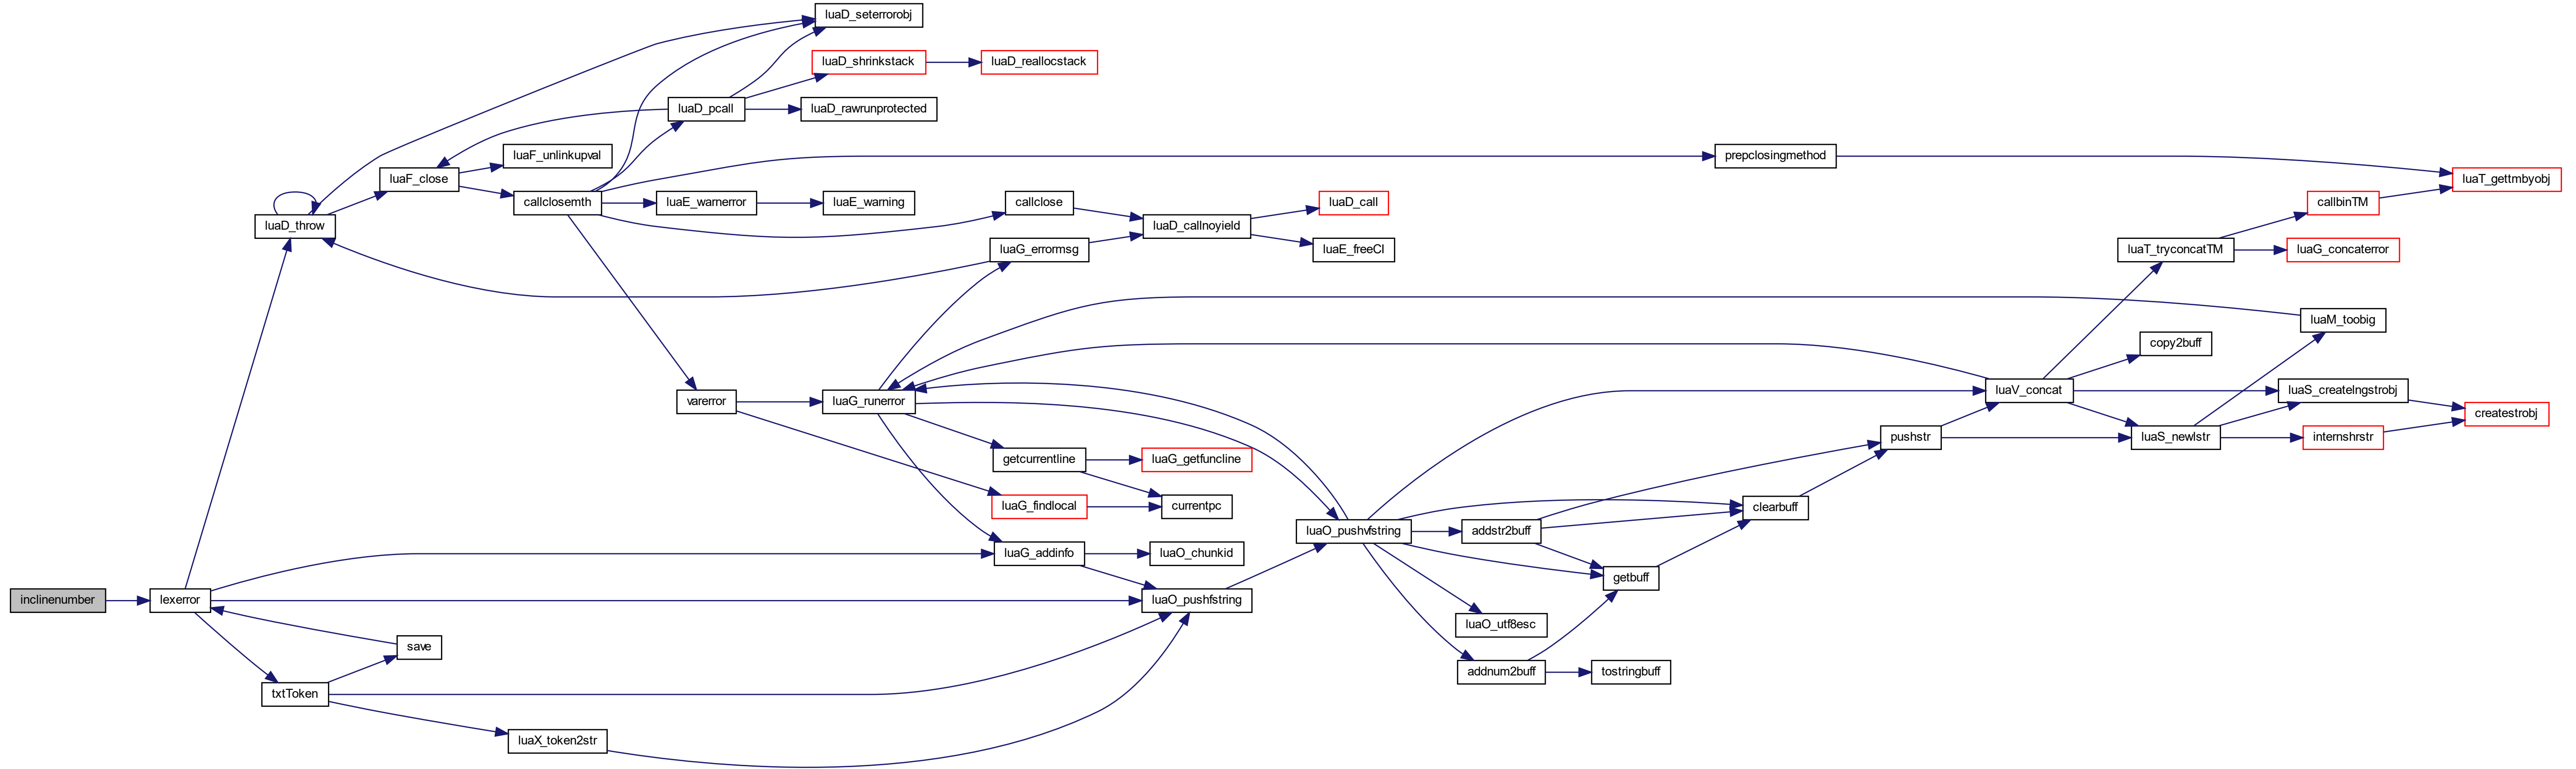 luaD_seterrorobj
luaD_shrinkstack
luaD_reallocstack
luaD_pcall
luaD_rawrunprotected
luaF_unlinkupval
prepclosingmethod
luaF_close
luaT_gettmbyobj
callclosemth
luaE_warnerror
luaE_warning
callclose
luaD_call
callbinTM
luaD_throw
luaD_callnoyield
luaG_errormsg
luaE_freeCI
luaT_tryconcatTM
luaG_concaterror
luaM_toobig
copy2buff
varerror
luaG_runerror
luaV_concat
luaS_createlngstrobj
createstrobj
getcurrentline
luaG_getfuncline
pushstr
luaS_newlstr
internshrstr
luaG_findlocal
currentpc
clearbuff
luaO_pushvfstring
addstr2buff
luaG_addinfo
luaO_chunkid
getbuff
inclinenumber
lexerror
luaO_pushfstring
luaO_utf8esc
save
addnum2buff
tostringbuff
txtToken
luaX_token2str